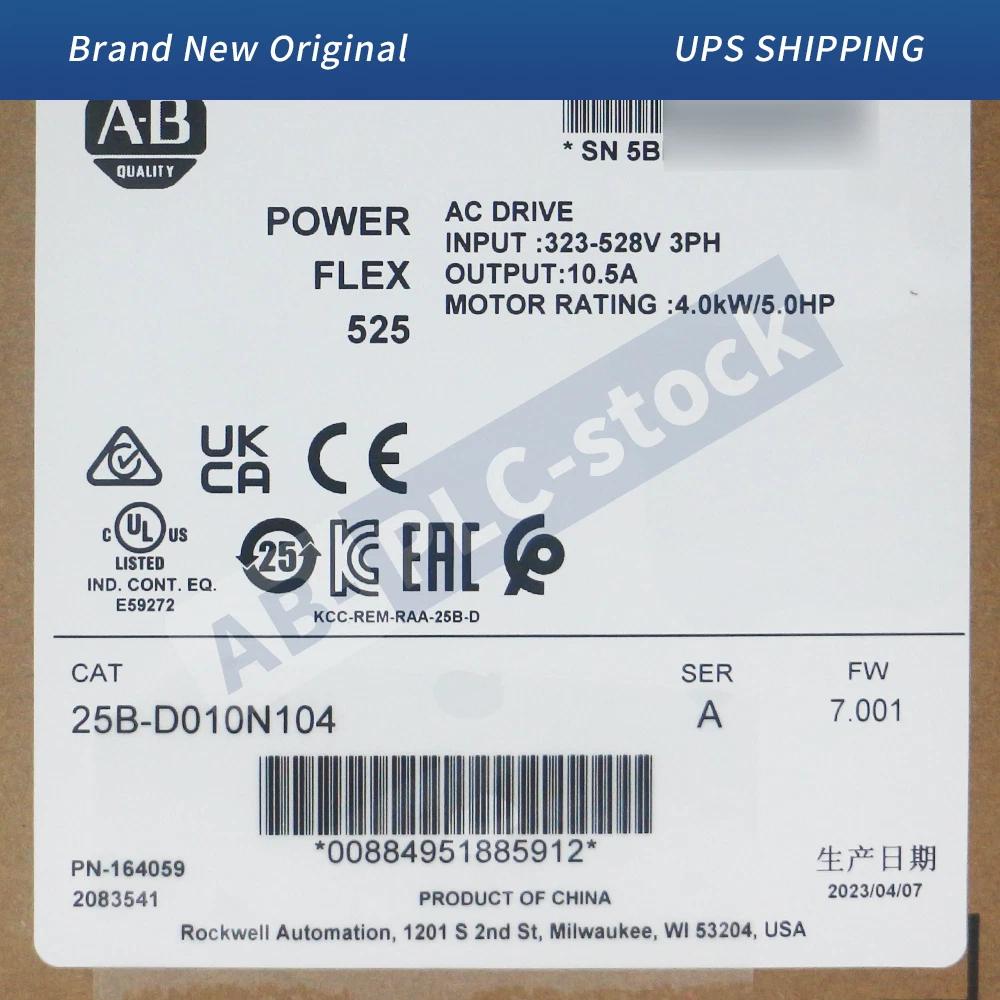 Brand New Original
UPS SHIPPING
A-B
QUALITY
* SN 5B
POWER
FLEX
525
AC DRIVE
INPUT :323-528V 3PH
OUTPUT:10.5A
MOTOR RATING :4.0kW/5.0HP
AB-PLC-stock
UK
CA
CE
C UL US
LISTED
IND. CONT. EQ.
E59272
25
KC
EAC
KCC-REM-RAA-25B-D
CAT
SER
FW
25B-D010N104
A
7.001
*00884951885912*
PN-164059
2083541
PRODUCT OF CHINA
生产日期
2023/04/07
Rockwell Automation, 1201 S 2nd St, Milwaukee, WI 53204, USA